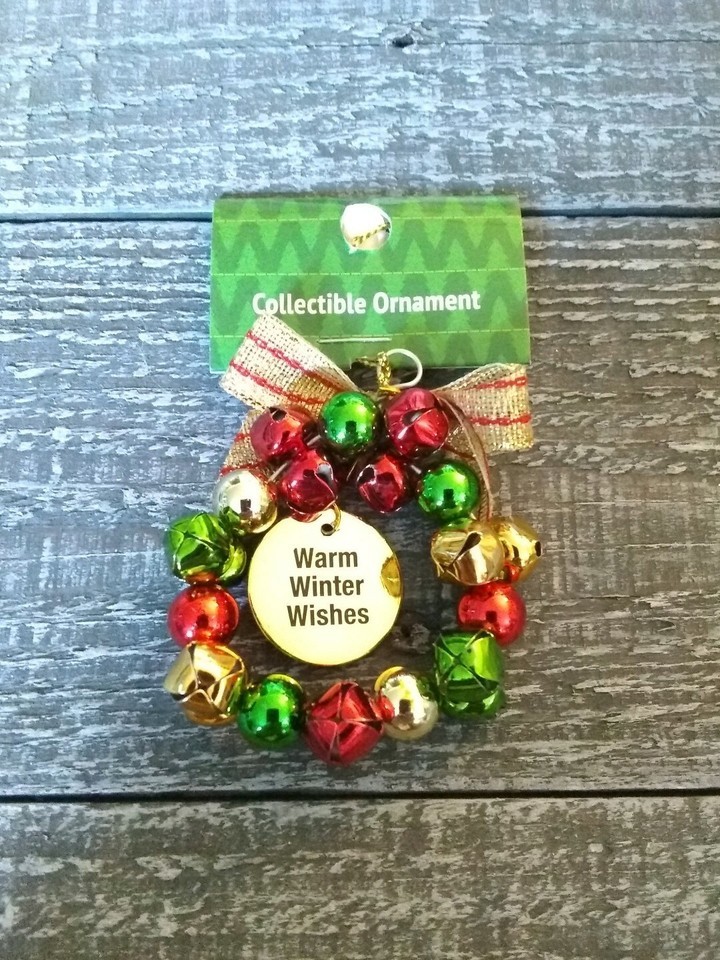 Collectible Ornament
Warm
Winter
Wishes